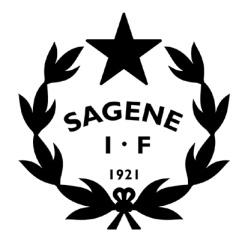 SAGENE
I · F
1921